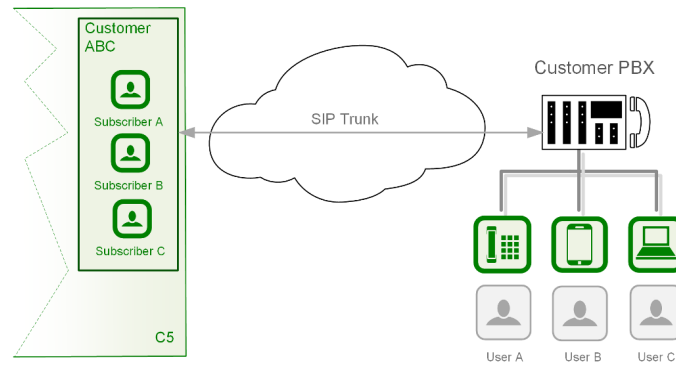 Customer
ABC
Subscriber A
Subscriber B
Subscriber C
C5
SIP Trunk
Customer PBX
User A
User B
User C